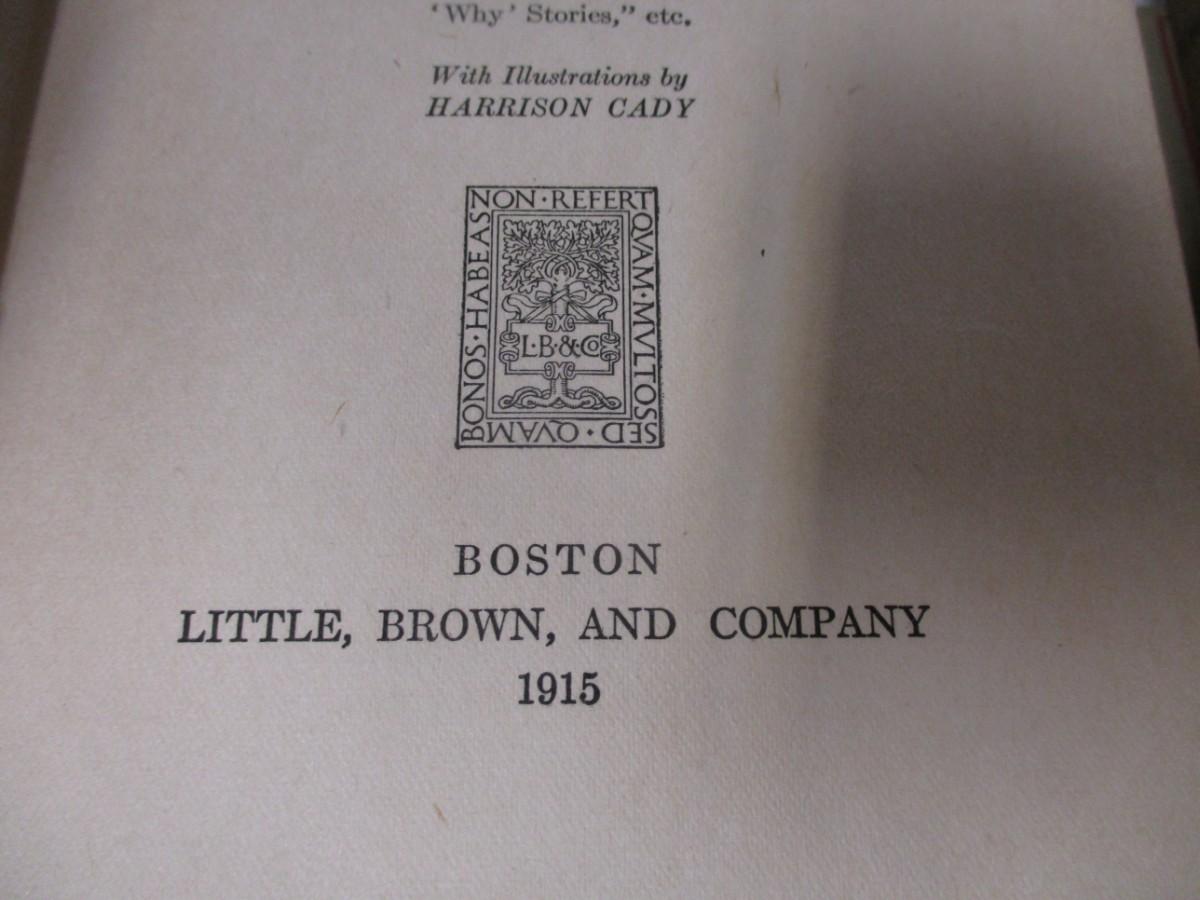 'Why' Stories," etc.
With Illustrations by
HARRISON CADY
NON·REFERT
QVAM·MVLTOS
SED·QVAM
BONOS·HABEAS
L·B·&·Co
BOSTON
LITTLE, BROWN, AND COMPANY
1915